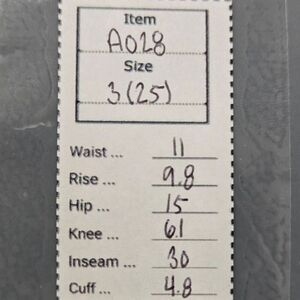 Item
A028
Size
3 (25)
Waist ... 11
Rise ... 9.8
Hip ... 15
Knee ... 6.1
Inseam ... 30
Cuff ... 4.8